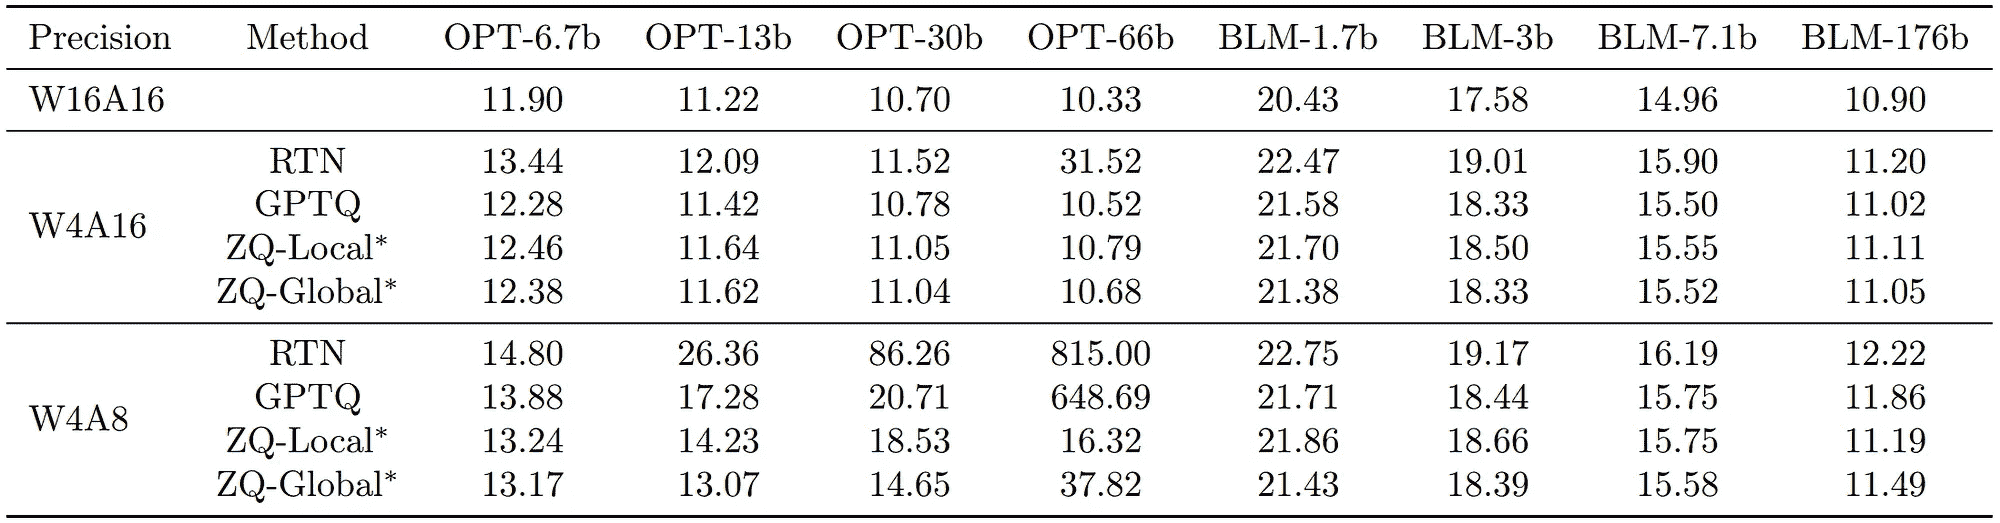 Precision Method OPT-6.7b OPT-13b OPT-30b OPT-66b BLM-1.7b BLM-3b BLM-7.1b BLM-176b
W16A16 11.90 11.22 10.70 10.33 20.43 17.58 14.96 10.90
W4A16
RTN 13.44 12.09 11.52 31.52 22.47 19.01 15.90 11.20
GPTQ 12.28 11.42 10.78 10.52 21.58 18.33 15.50 11.02
ZQ-Local* 12.46 11.64 11.05 10.79 21.70 18.50 15.55 11.11
ZQ-Global* 12.38 11.62 11.04 10.68 21.38 18.33 15.52 11.05
W4A8
RTN 14.80 26.36 86.26 815.00 22.75 19.17 16.19 12.22
GPTQ 13.88 17.28 20.71 648.69 21.71 18.44 15.75 11.86
ZQ-Local* 13.24 14.23 18.53 16.32 21.86 18.66 15.75 11.19
ZQ-Global* 13.17 13.07 14.65 37.82 21.43 18.39 15.58 11.49